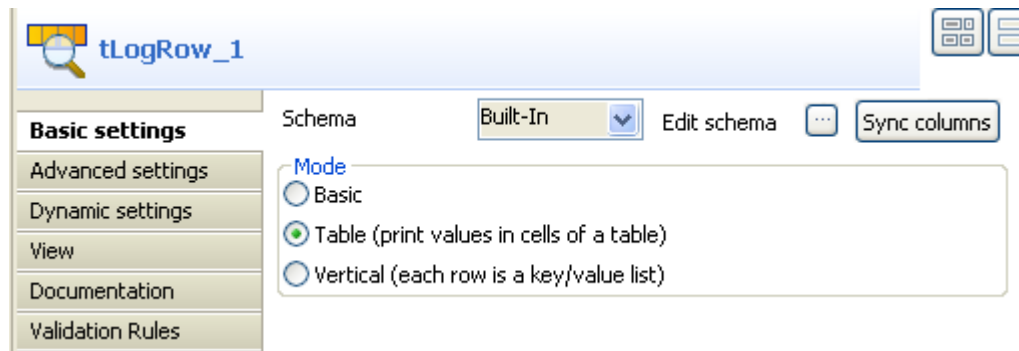 tLogRow_1
Basic settings
Advanced settings
Dynamic settings
View
Documentation
Validation Rules
Schema Built-In Edit schema ... Sync columns
Mode
Basic
Table (print values in cells of a table)
Vertical (each row is a key/value list)